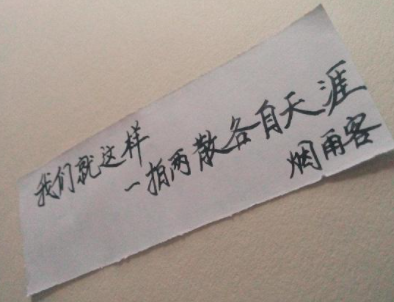 我们就这样
一拍两散各自天涯
烟雨客